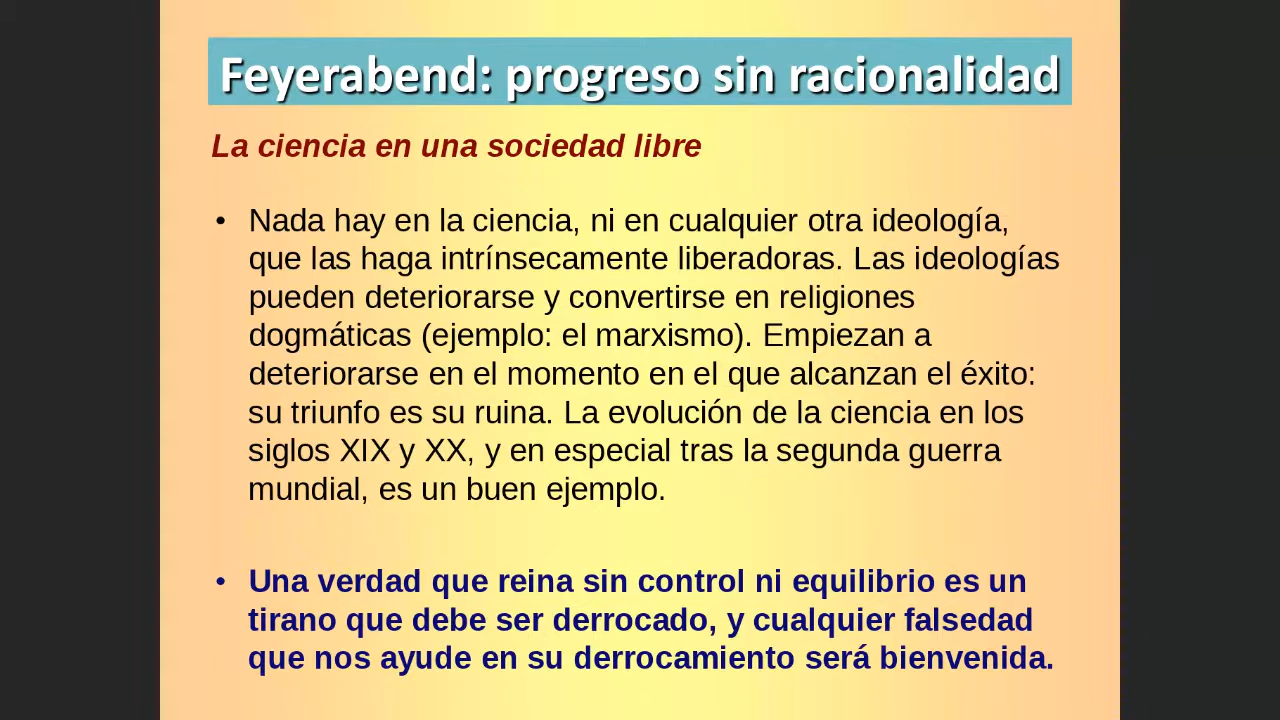 Feyerabend: progreso sin racionalidad
La ciencia en una sociedad libre
• Nada hay en la ciencia, ni en cualquier otra ideología,
que las haga intrínsecamente liberadoras. Las ideologías
pueden deteriorarse y convertirse en religiones
dogmáticas (ejemplo: el marxismo). Empiezan a
deteriorarse en el momento en el que alcanzan el éxito:
su triunfo es su ruina. La evolución de la ciencia en los
siglos XIX y XX, y en especial tras la segunda guerra
mundial, es un buen ejemplo.
• Una verdad que reina sin control ni equilibrio es un
tirano que debe ser derrocado, y cualquier falsedad
que nos ayude en su derrocamiento será bienvenida.